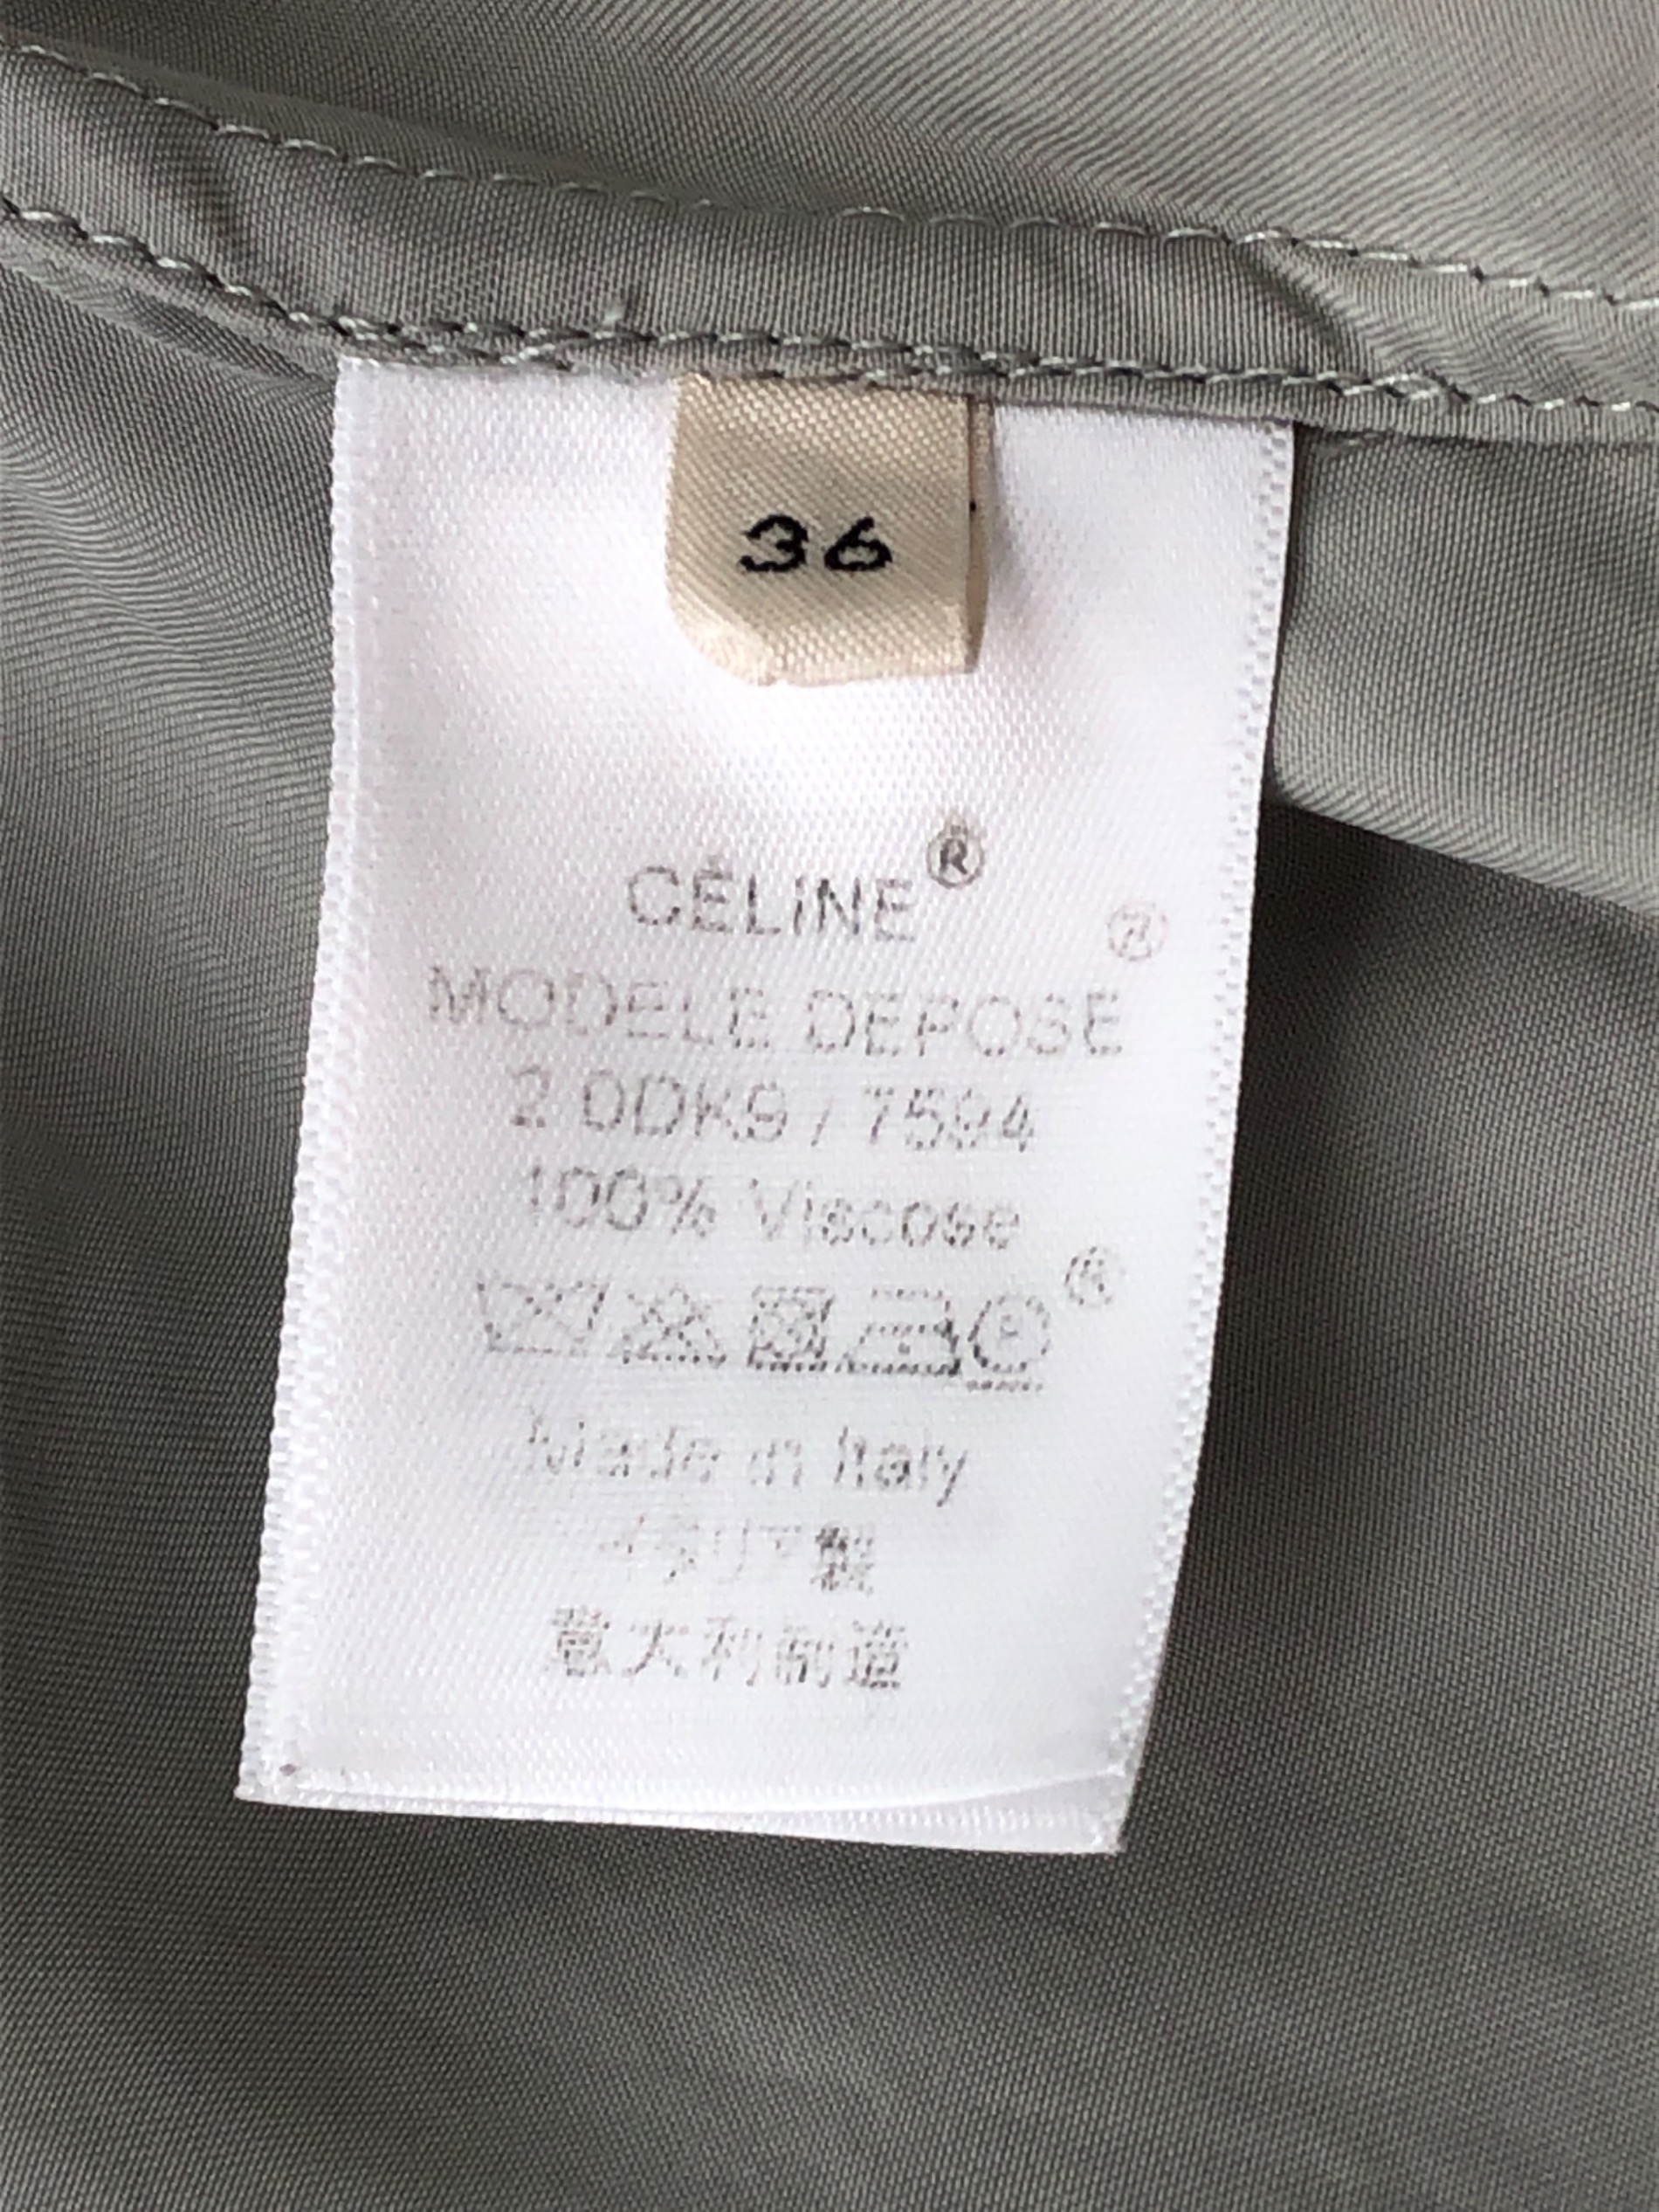 36
CÉLINE®
®
MODELE DEPOSE
2 0DK9 / 7594
100% Viscose
®
Made in Italy
イタリア製
意大利制造